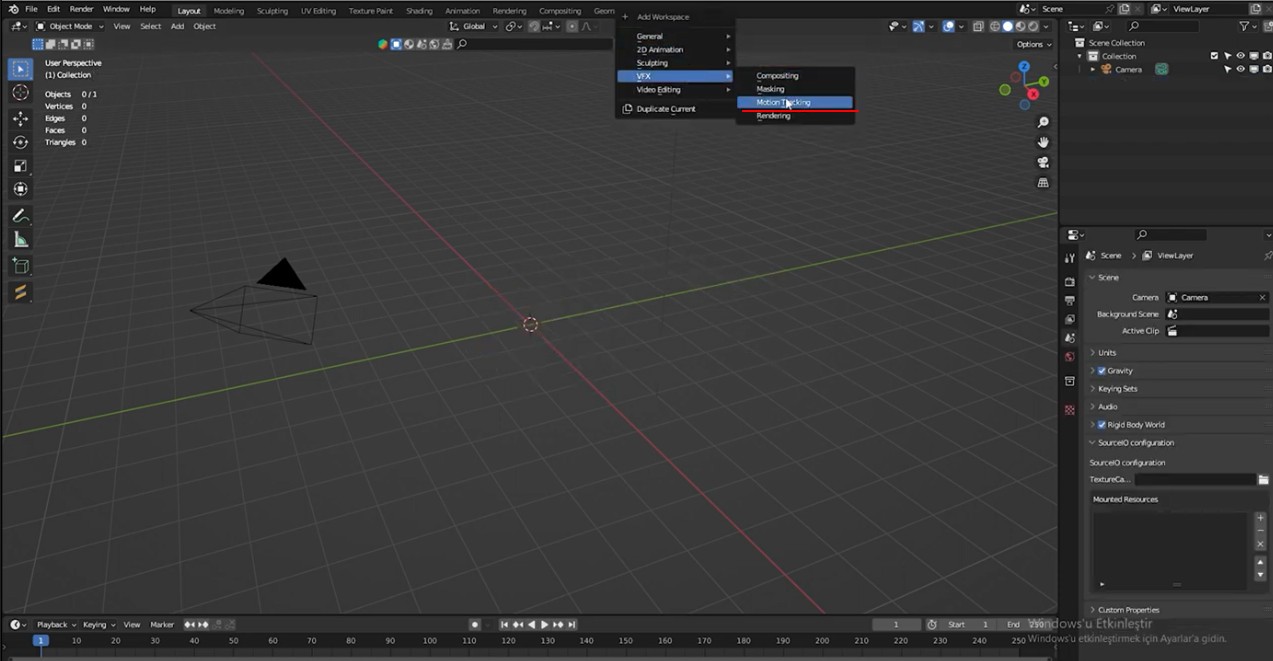 File Edit Render Window Help Layout Modeling Sculpting UV Editing Texture Paint Shading Animation Rendering Compositing Geom Scene ViewLayer
Add Workspace
General
2D Animation
Sculpting
VFX
Video Editing
Duplicate Current
Compositing
Masking
Motion Tracking
Rendering
Object Mode View Select Add Object Global
Options
User Perspective
(1) Collection
Objects 0 / 1
Vertices 0
Edges 0
Faces 0
Triangles 0
Z
Y
X
Scene Collection
Collection
Camera
Scene ViewLayer
Scene
Camera Camera
Background Scene
Active Clip
Units
Gravity
Keying Sets
Audio
Rigid Body World
SourceIO configuration
SourceIO configuration
TextureCa...
Mounted Resources
Custom Properties
Playback Keying View Marker 1 Start 1 End 250
1 10 20 30 40 50 60 70 80 90 100 110 120 130 140 150 160 170 180 190 200 210 220 230 240 250
Windows'u Etkinleştir
Windows'u etkinleştirmek için Ayarlar'a gidin.